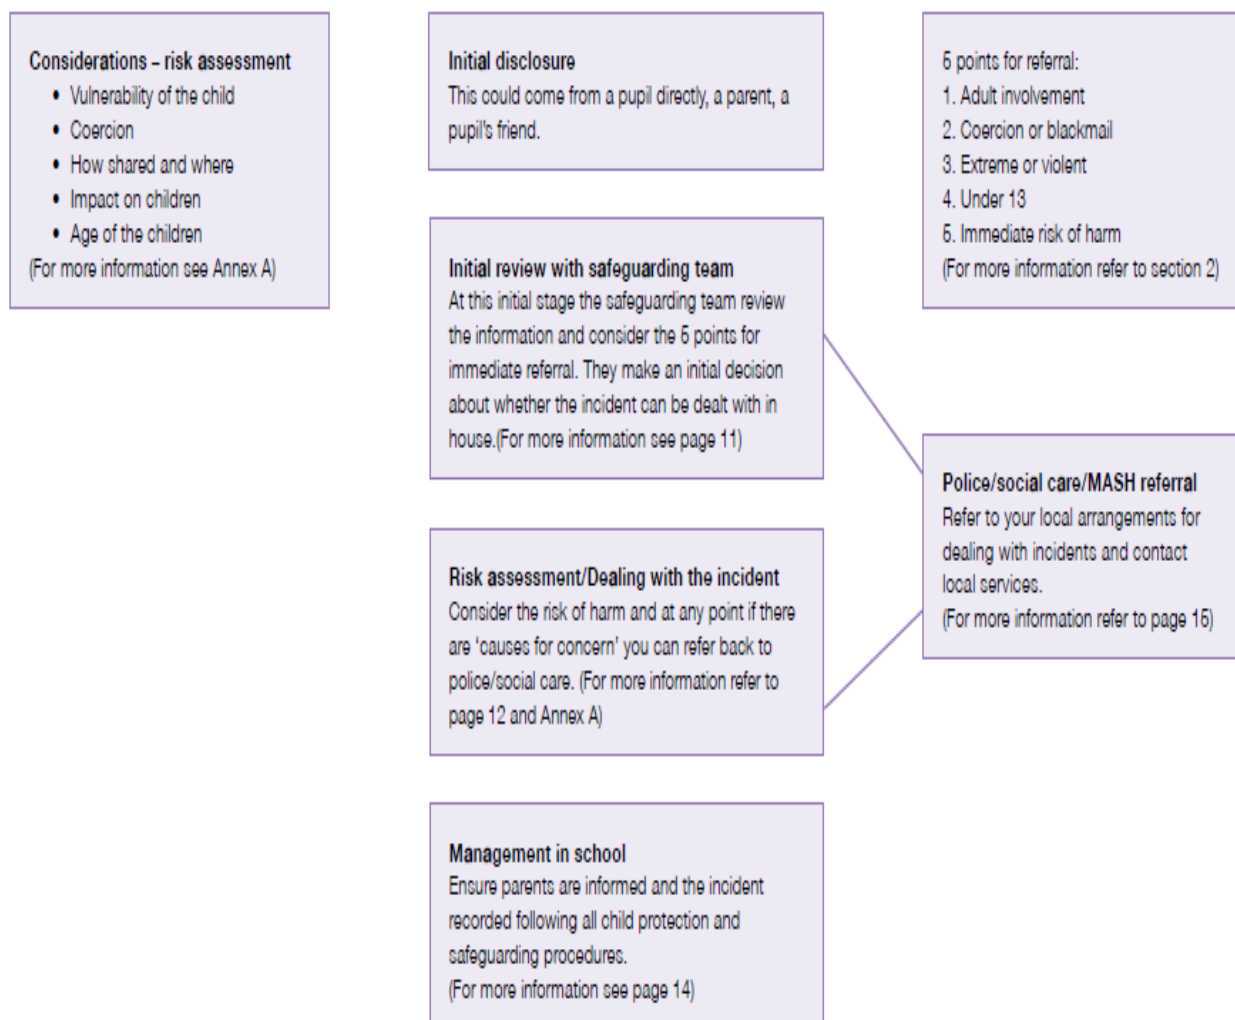 Considerations – risk assessment
• Vulnerability of the child
• Coercion
• How shared and where
• Impact on children
• Age of the children
(For more information see Annex A)
Initial disclosure
This could come from a pupil directly, a parent, a
pupil's friend.
5 points for referral:
1. Adult involvement
2. Coercion or blackmail
3. Extreme or violent
4. Under 13
5. Immediate risk of harm
(For more information refer to section 2)
Initial review with safeguarding team
At this initial stage the safeguarding team review
the information and consider the 5 points for
immediate referral. They make an initial decision
about whether the incident can be dealt with in
house.(For more information see page 11)
Police/social care/MASH referral
Refer to your local arrangements for
dealing with incidents and contact
local services.
(For more information refer to page 15)
Risk assessment/Dealing with the incident
Consider the risk of harm and at any point if there
are ‘causes for concern’ you can refer back to
police/social care. (For more information refer to
page 12 and Annex A)
Management in school
Ensure parents are informed and the incident
recorded following all child protection and
safeguarding procedures.
(For more information see page 14)